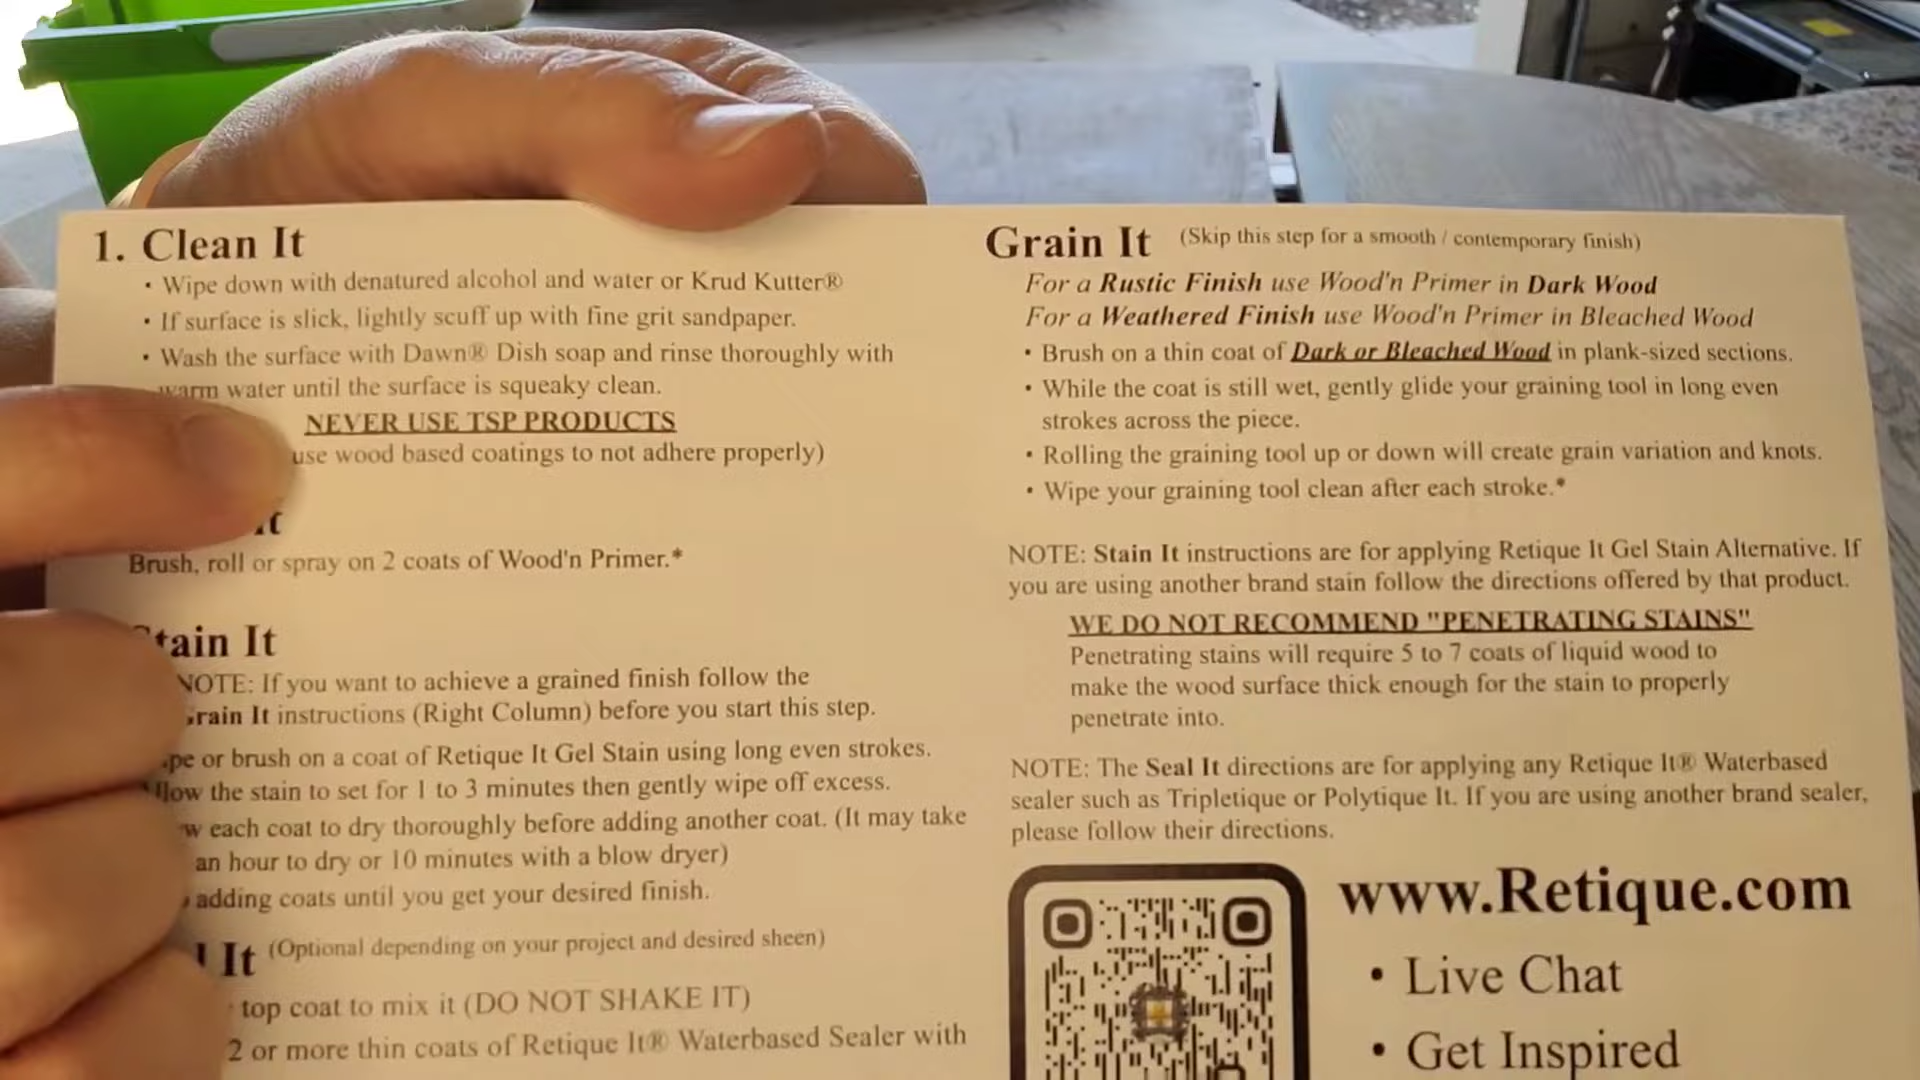 1. Clean It
• Wipe down with denatured alcohol and water or Krud Kutter®
• If surface is slick, lightly scuff up with fine grit sandpaper.
• Wash the surface with Dawn® Dish soap and rinse thoroughly with
warm water until the surface is squeaky clean.
NEVER USE TSP PRODUCTS
use wood based coatings to not adhere properly)
It
Brush, roll or spray on 2 coats of Wood'n Primer.*
Stain It
NOTE: If you want to achieve a grained finish follow the
Grain It instructions (Right Column) before you start this step.
or brush on a coat of Retique It Gel Stain using long even strokes.
the stain to set for 1 to 3 minutes then gently wipe off excess.
each coat to dry thoroughly before adding another coat. (It may take
an hour to dry or 10 minutes with a blow dryer)
adding coats until you get your desired finish.
It (Optional depending on your project and desired sheen)
top coat to mix it (DO NOT SHAKE IT)
2 or more thin coats of Retique It® Waterbased Sealer with
Grain It (Skip this step for a smooth / contemporary finish)
For a Rustic Finish use Wood'n Primer in Dark Wood
For a Weathered Finish use Wood'n Primer in Bleached Wood
• Brush on a thin coat of Dark or Bleached Wood in plank-sized sections.
• While the coat is still wet, gently glide your graining tool in long even
strokes across the piece.
• Rolling the graining tool up or down will create grain variation and knots.
• Wipe your graining tool clean after each stroke.*
NOTE: Stain It instructions are for applying Retique It Gel Stain Alternative. If
you are using another brand stain follow the directions offered by that product.
WE DO NOT RECOMMEND "PENETRATING STAINS"
Penetrating stains will require 5 to 7 coats of liquid wood to
make the wood surface thick enough for the stain to properly
penetrate into.
NOTE: The Seal It directions are for applying any Retique It® Waterbased
sealer such as Tripletique or Polytique It. If you are using another brand sealer,
please follow their directions.
www.Retique.com
• Live Chat
• Get Inspired